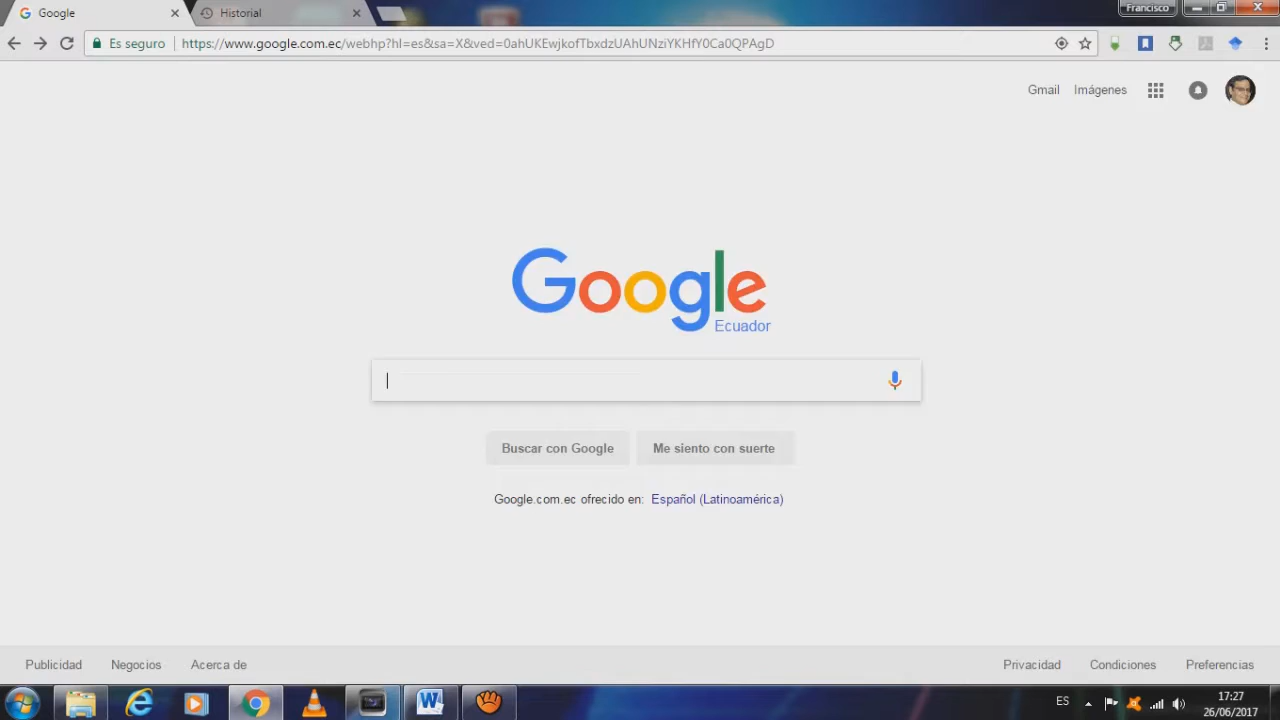 Google
Historial
Francisco
Es seguro
https://www.google.com.ec/webhp?hl=es&sa=X&ved=0ahUKEwjkofTbxdzUAhUNziYKHfY0Ca0QPAgD
Gmail Imágenes
Google
Ecuador
Buscar con Google Me siento con suerte
Google.com.ec ofrecido en: Español (Latinoamérica)
Publicidad Negocios Acerca de Privacidad Condiciones Preferencias
ES
17:27
26/06/2017